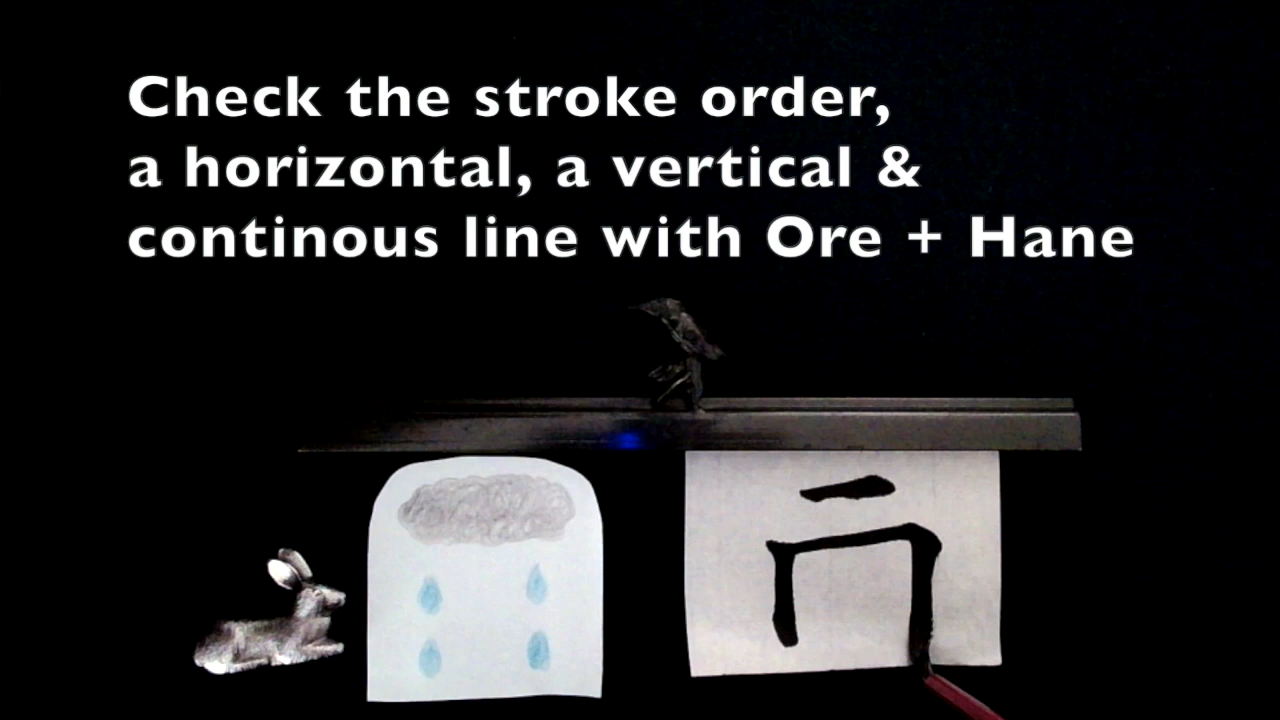 Check the stroke order,
a horizontal, a vertical &
continous line with Ore + Hane